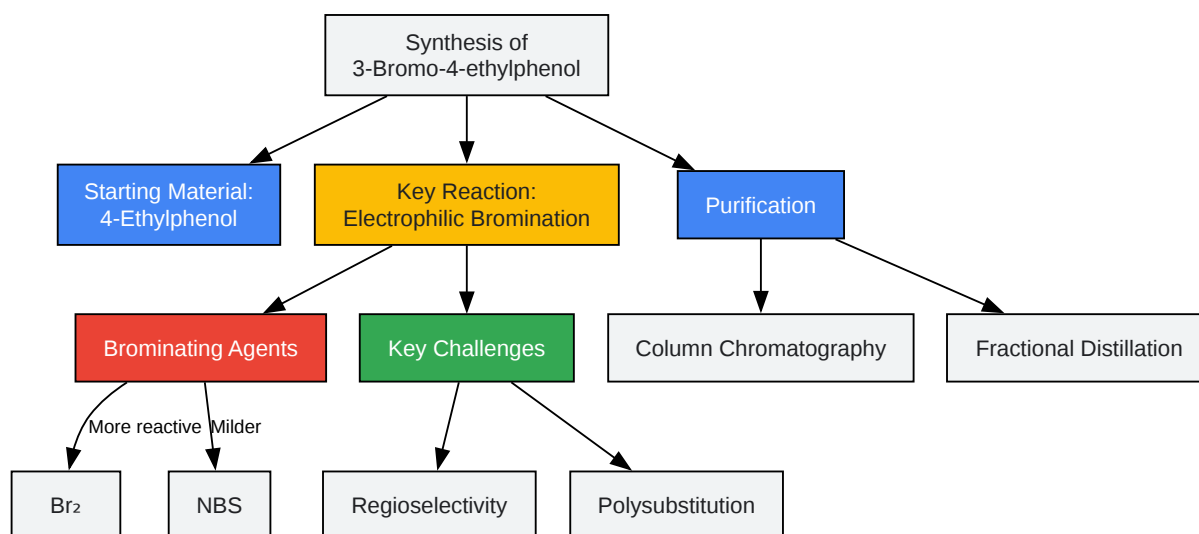 Synthesis of
3-Bromo-4-ethylphenol
Starting Material:
4-Ethylphenol
Key Reaction:
Electrophilic Bromination
Purification
Brominating Agents
Key Challenges
Column Chromatography
Fractional Distillation
More reactive
Milder
Br₂
NBS
Regioselectivity
Polysubstitution